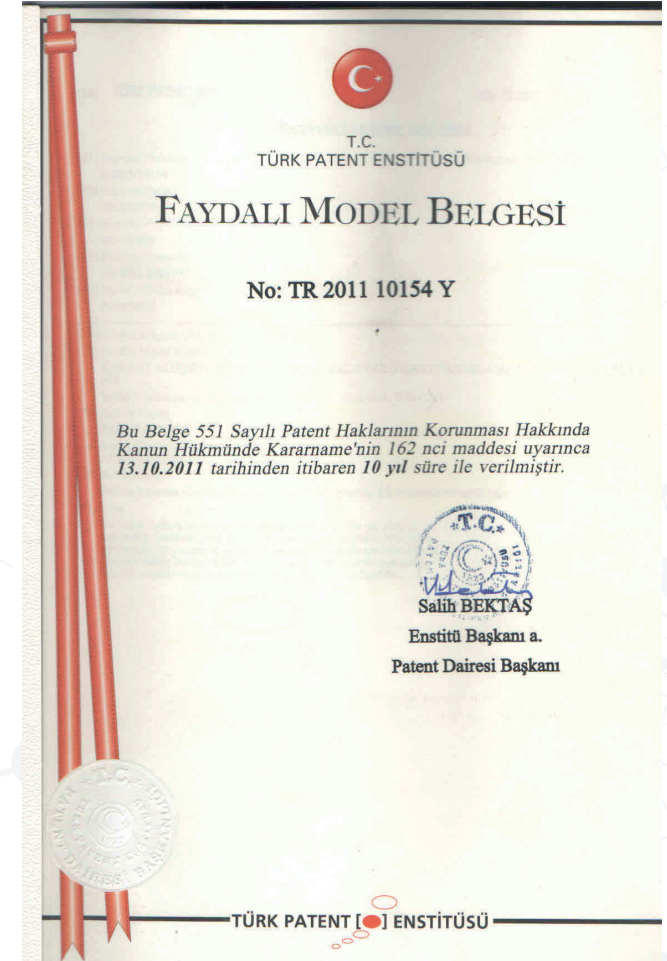 T.C.
TÜRK PATENT ENSTİTÜSÜ
FAYDALI MODEL BELGESİ
No: TR 2011 10154 Y
Bu Belge 551 Sayılı Patent Haklarının Korunması Hakkında
Kanun Hükmünde Kararname'nin 162 nci maddesi uyarınca
13.10.2011 tarihinden itibaren 10 yıl süre ile verilmiştir.
T.C.
1923
Salih BEKTAŞ
Enstitü Başkanı a.
Patent Dairesi Başkanı
T.C.
TÜRK PATENT [ ] ENSTİTÜSÜ